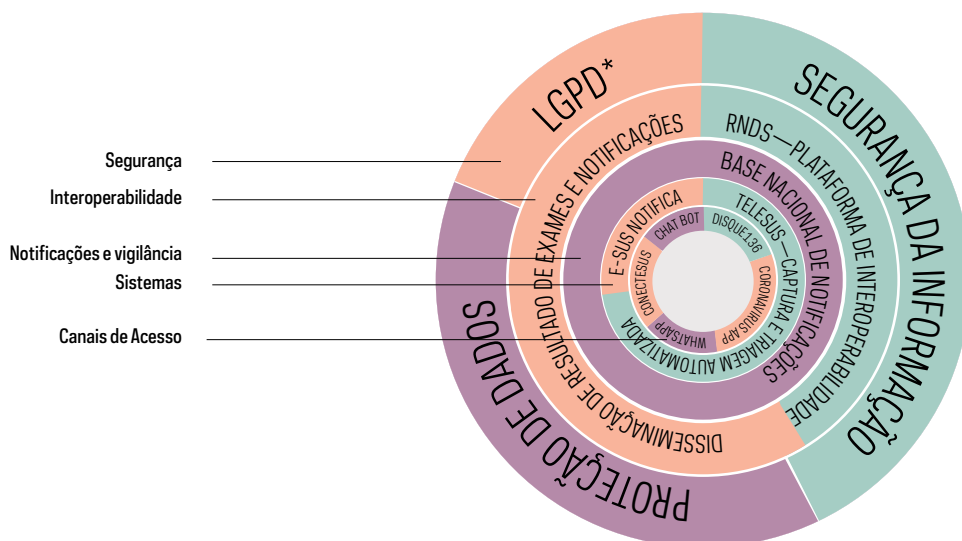 Segurança
Interoperabilidade
Notificações e vigilância
Sistemas
Canais de Acesso
LGPD*
SEGURANÇA DA INFORMAÇÃO
PROTEÇÃO DE DADOS
RNDS—PLATAFORMA DE INTEROPERABILIDADE
DISSEMINAÇÃO DE RESULTADO DE EXAMES E NOTIFICAÇÕES
BASE NACIONAL DE NOTIFICAÇÕES
E-SUS NOTIFICA
TELESUS—CAPTURA E TRIAGEM AUTOMATIZADA
CHAT BOT
DISQUE136
CORONAVIRUS APP
WHATSAPP
CONECTESUS